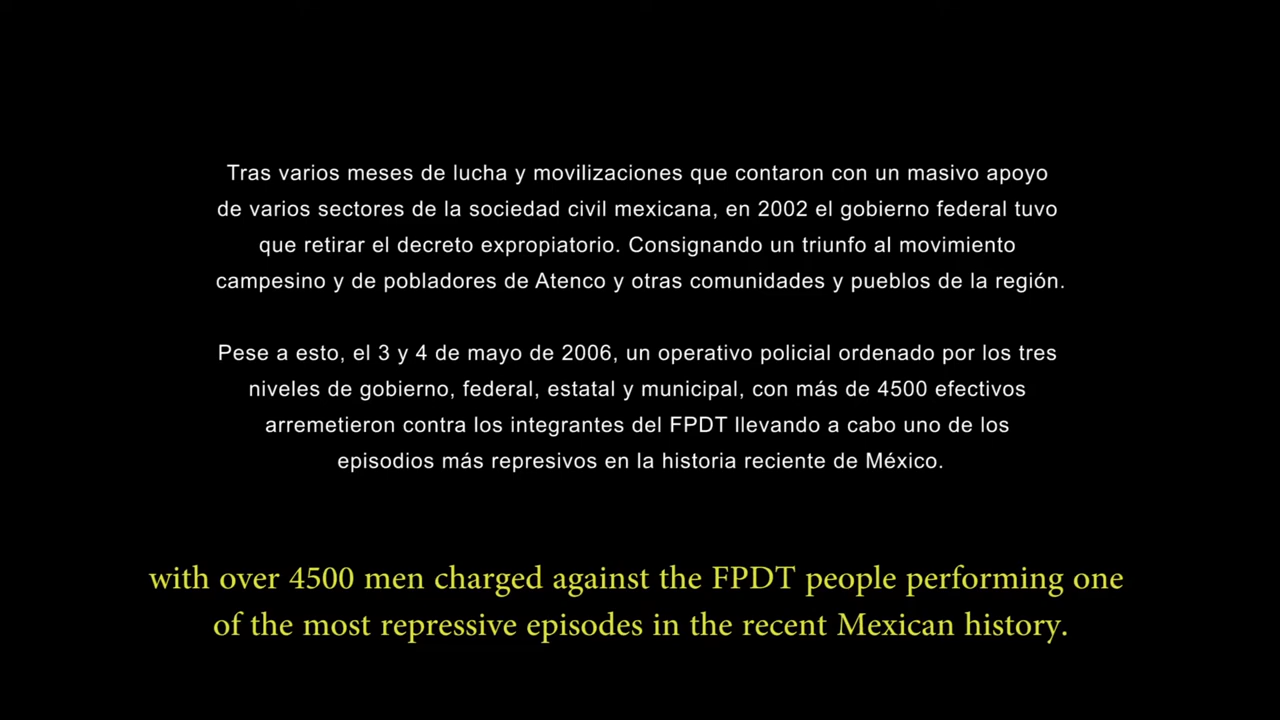 Tras varios meses de lucha y movilizaciones que contaron con un masivo apoyo
de varios sectores de la sociedad civil mexicana, en 2002 el gobierno federal tuvo
que retirar el decreto expropiatorio. Consignando un triunfo al movimiento
campesino y de pobladores de Atenco y otras comunidades y pueblos de la región.
Pese a esto, el 3 y 4 de mayo de 2006, un operativo policial ordenado por los tres
niveles de gobierno, federal, estatal y municipal, con más de 4500 efectivos
arremetieron contra los integrantes del FPDT llevando a cabo uno de los
episodios más represivos en la historia reciente de México.
with over 4500 men charged against the FPDT people performing one
of the most repressive episodes in the recent Mexican history.